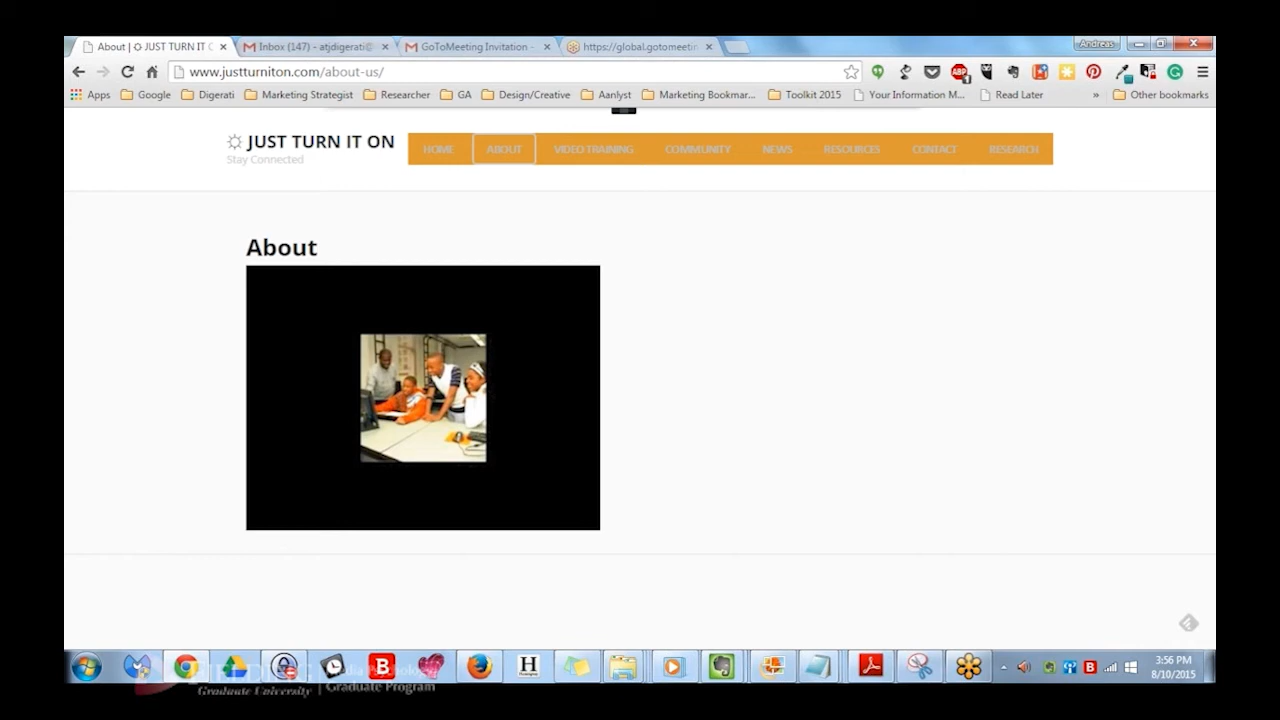 About | ☼ JUST TURN IT C
Inbox (147) - atjdigerati@
GoToMeeting Invitation -
https://global.gotomeetin
Andreas
www.justturniton.com/about-us/
Apps Google Digerati Marketing Strategist Researcher GA Design/Creative Aanlyst Marketing Bookmar... Toolkit 2015 Your Information M... Read Later » Other bookmarks
☼ JUST TURN IT ON
Stay Connected
HOME ABOUT VIDEO TRAINING COMMUNITY NEWS RESOURCES CONTACT RESEARCH
About
3:56 PM
8/10/2015
Graduate University | Graduate Program